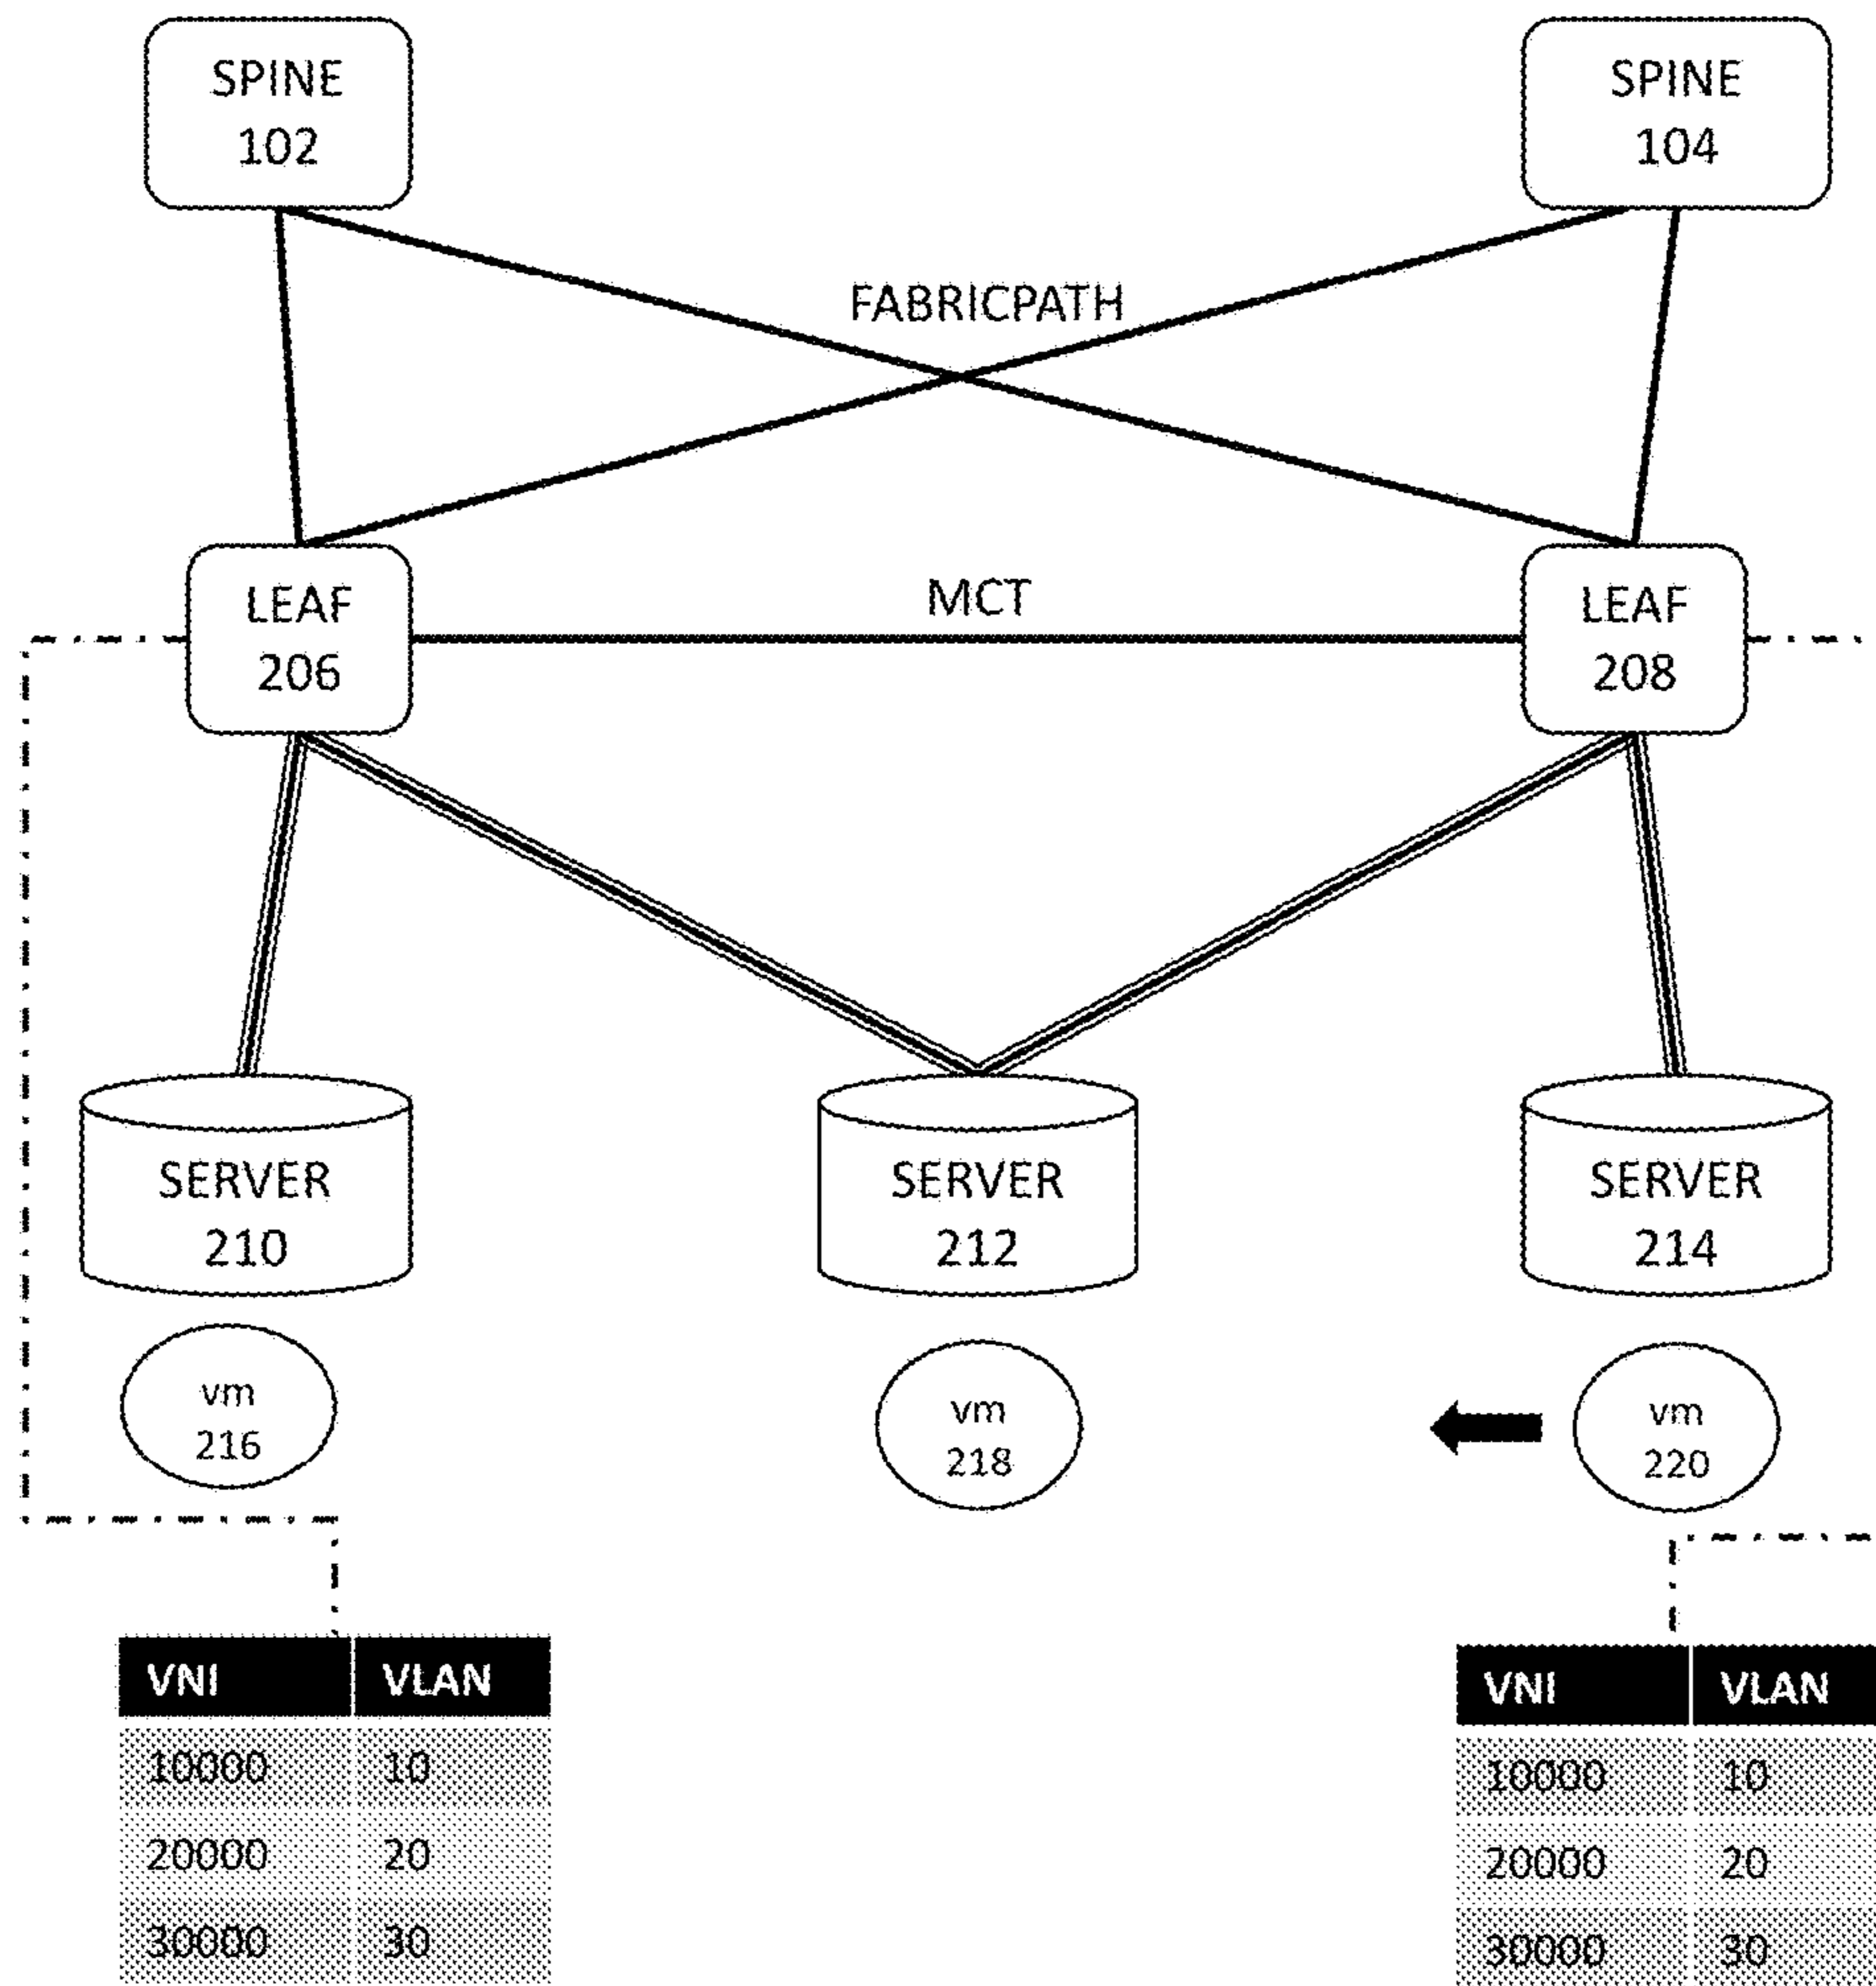 SPINE
102
SPINE
104
FABRICPATH
LEAF
206
MCT
LEAF
208
SERVER
210
SERVER
212
SERVER
214
vm
216
vm
218
vm
220
VNI VLAN
10000 10
20000 20
30000 30
VNI VLAN
10000 10
20000 20
30000 30